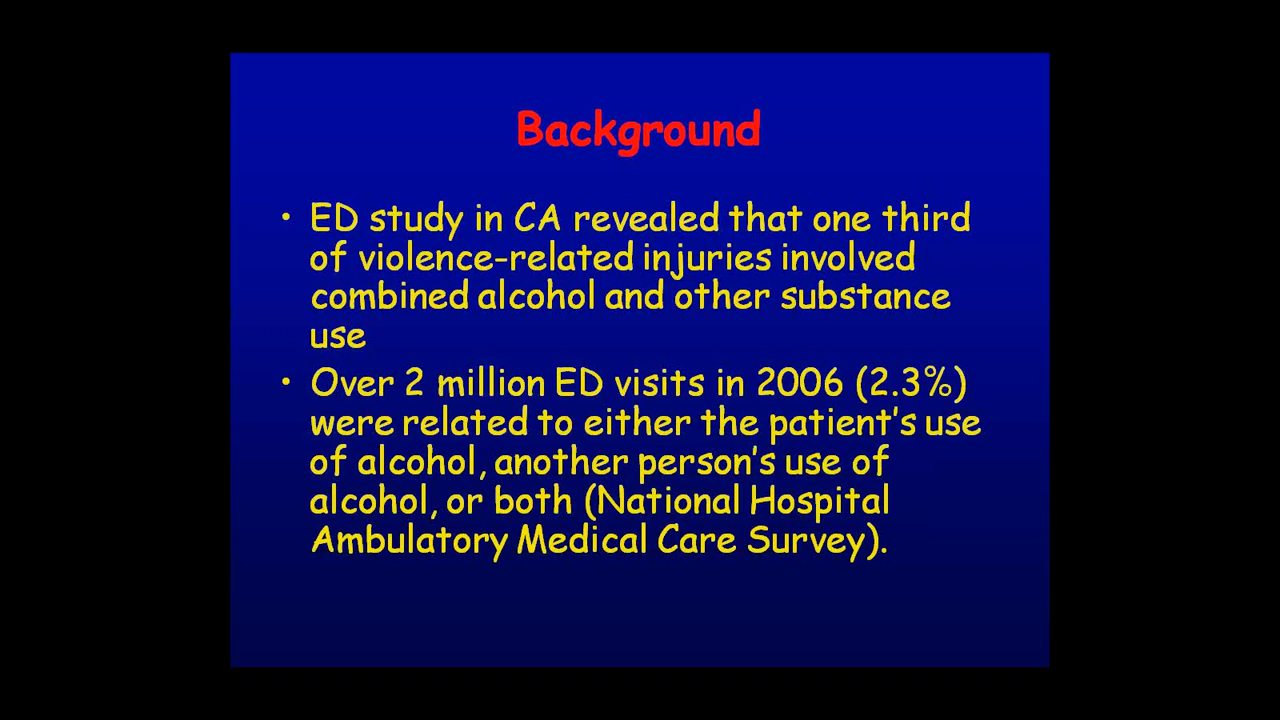 Background
• ED study in CA revealed that one third
of violence-related injuries involved
combined alcohol and other substance
use
• Over 2 million ED visits in 2006 (2.3%)
were related to either the patient's use
of alcohol, another person's use of
alcohol, or both (National Hospital
Ambulatory Medical Care Survey).